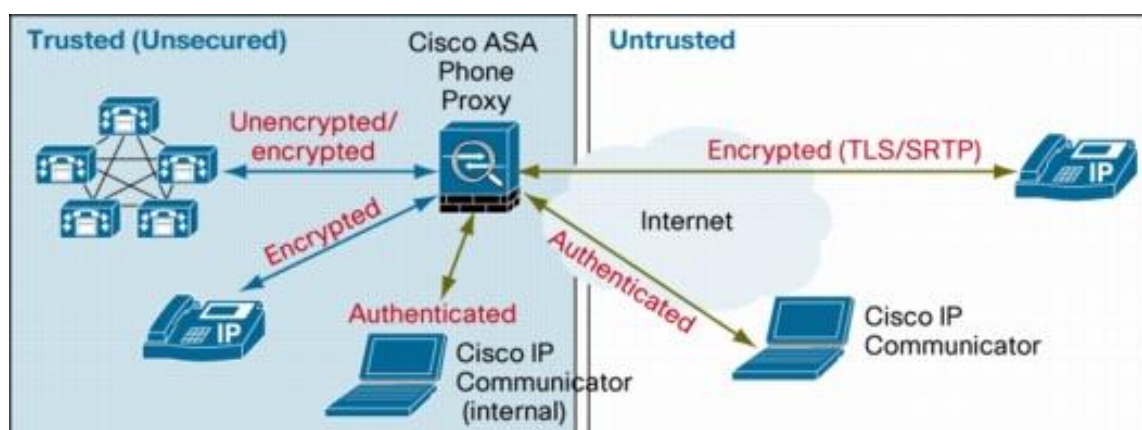 Trusted (Unsecured)
Cisco ASA
Phone
Proxy
Untrusted
Unencrypted/
encrypted
Encrypted (TLS/SRTP)
IP
Encrypted
Internet
Authenticated
IP
Authenticated
Cisco IP
Communicator
(internal)
Cisco IP
Communicator